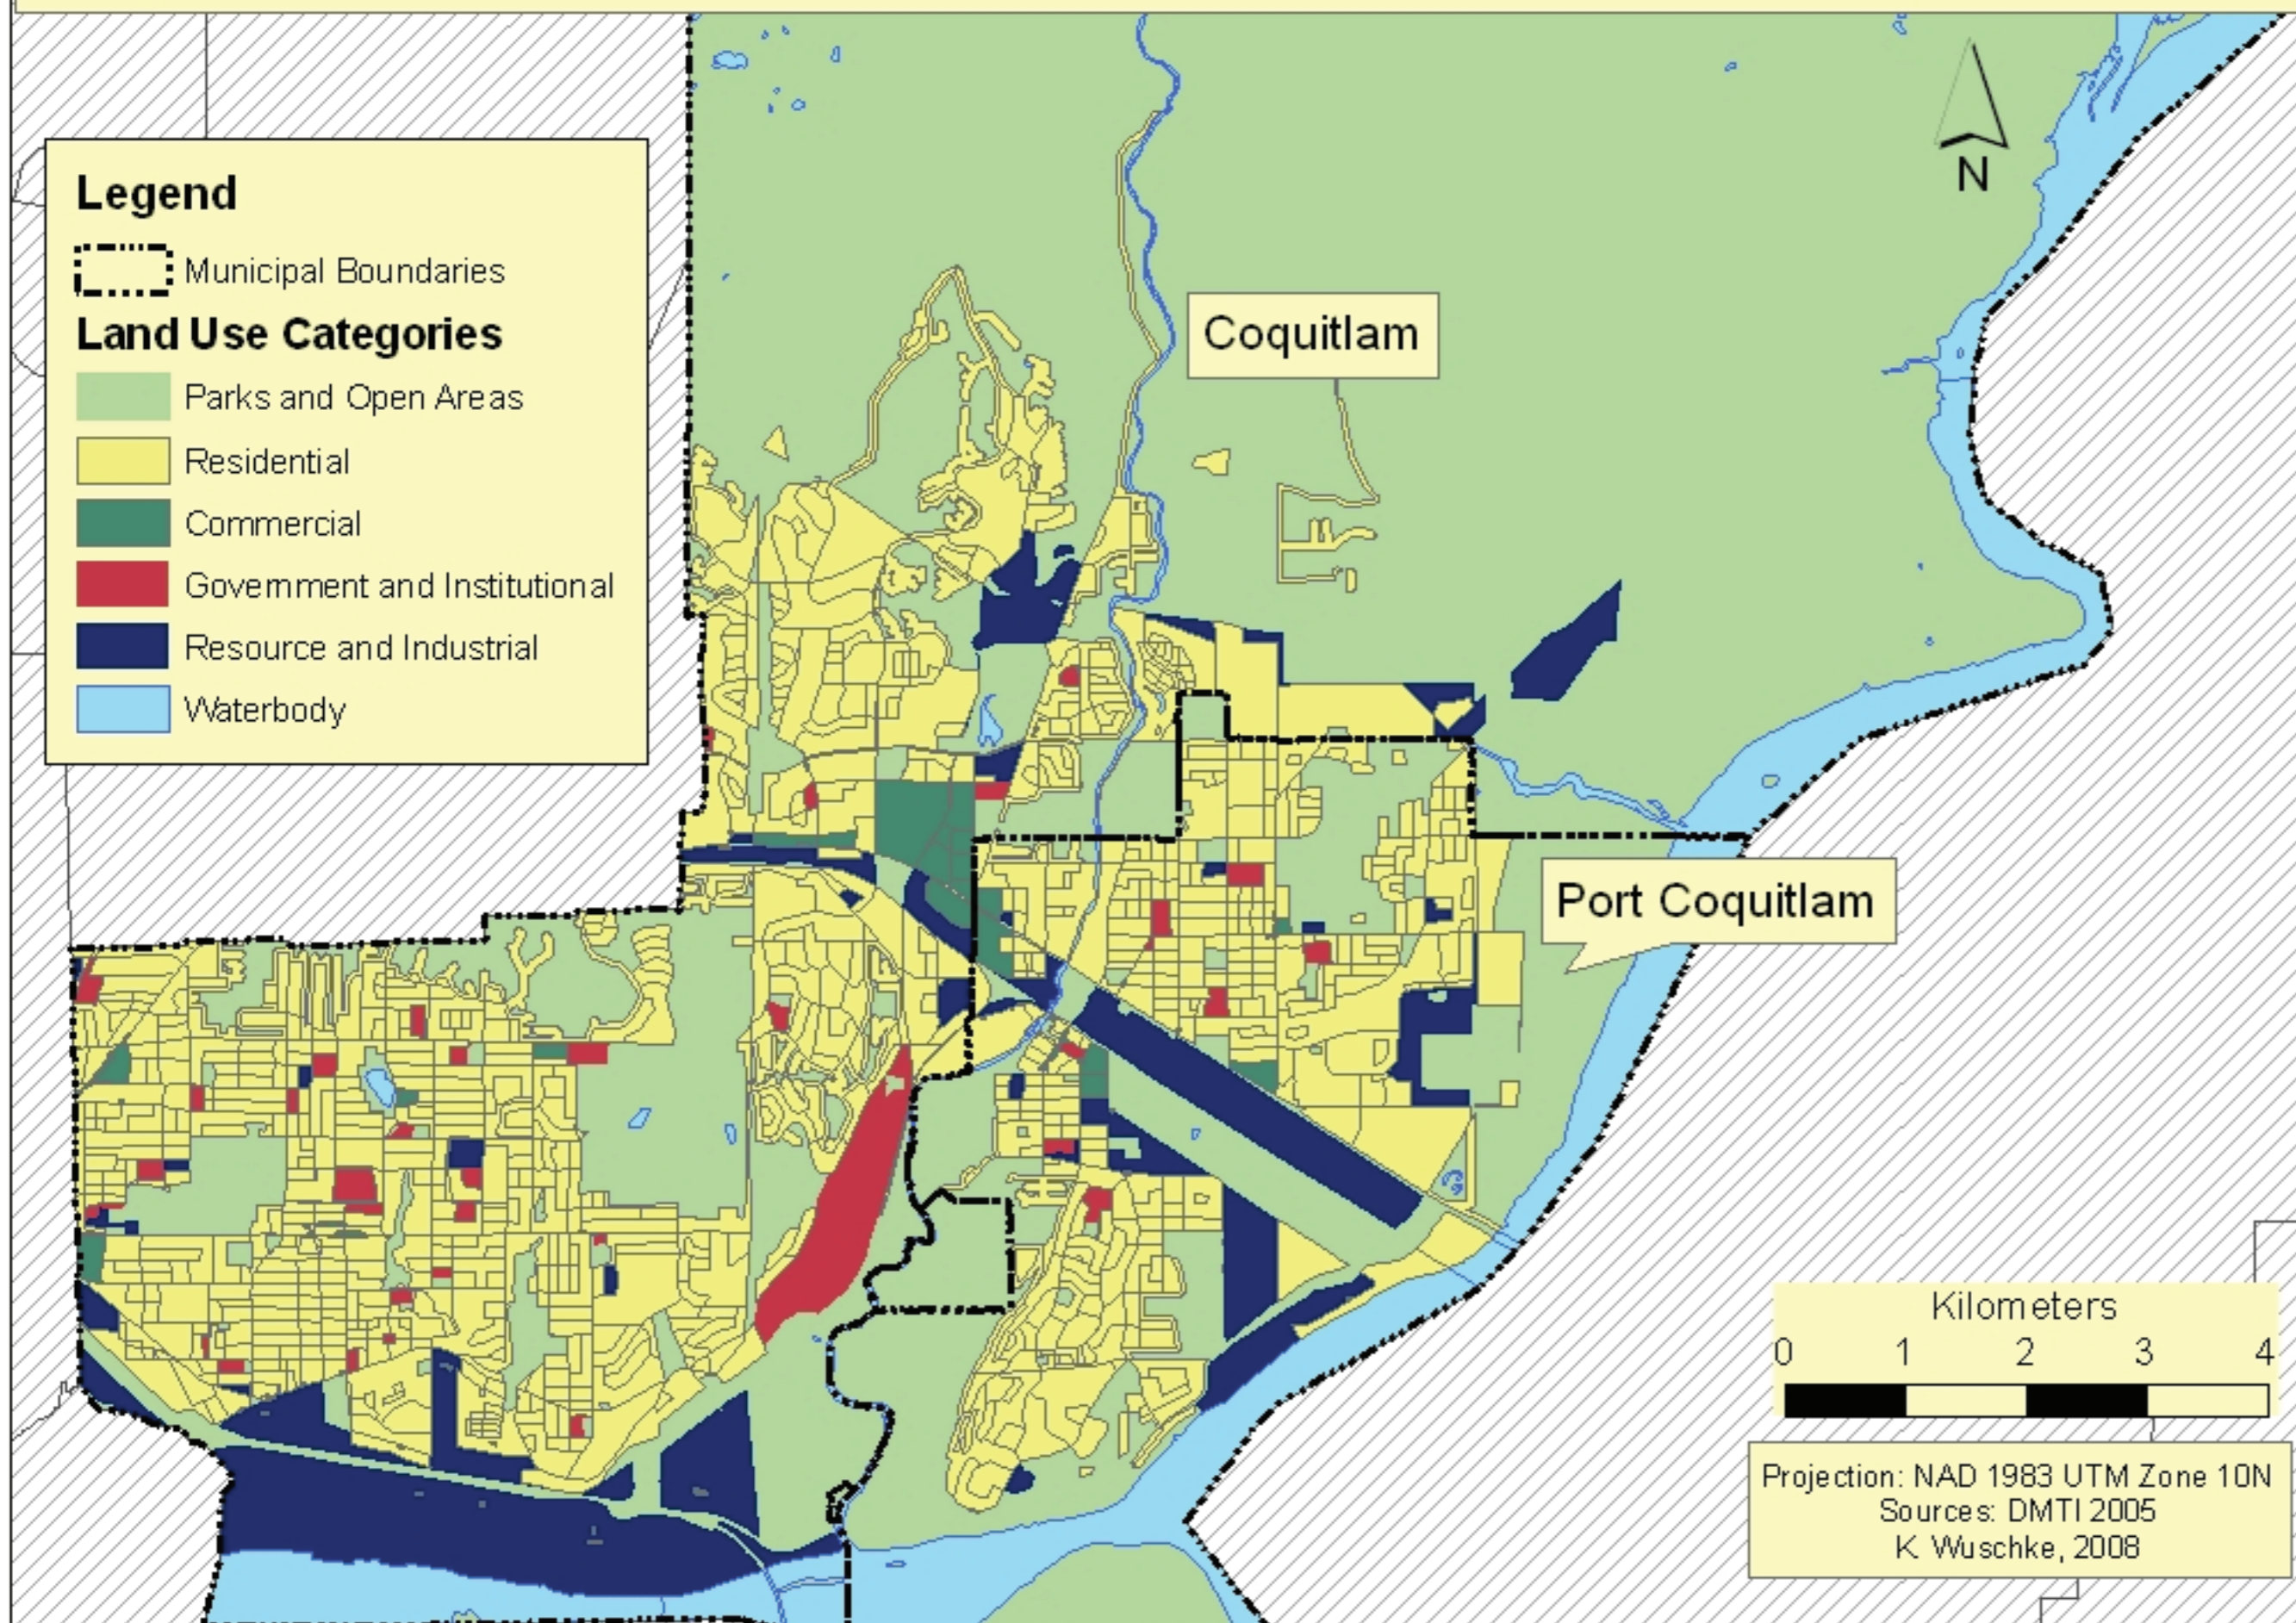 Legend
Municipal Boundaries
Land Use Categories
Parks and Open Areas
Residential
Commercial
Government and Institutional
Resource and Industrial
Waterbody
N
Coquitlam
Port Coquitlam
Kilometers
0 1 2 3 4
Projection: NAD 1983 UTM Zone 10N
Sources: DMTI 2005
K. Wuschke, 2008